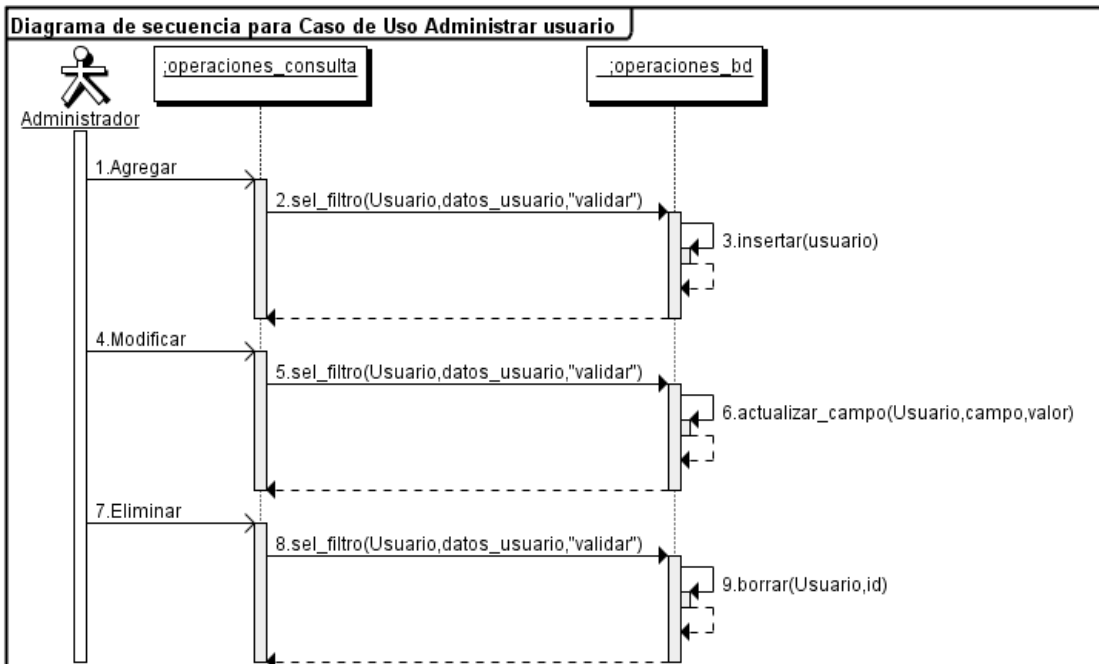 Diagrama de secuencia para Caso de Uso Administrar usuario
;operaciones_consulta
_;operaciones_bd
Administrador
1.Agregar
2.sel_filtro(Usuario,datos_usuario,"validar")
3.insertar(usuario)
4.Modificar
5.sel_filtro(Usuario,datos_usuario,"validar")
6.actualizar_campo(Usuario,campo,valor)
7.Eliminar
8.sel_filtro(Usuario,datos_usuario,"validar")
9.borrar(Usuario,id)